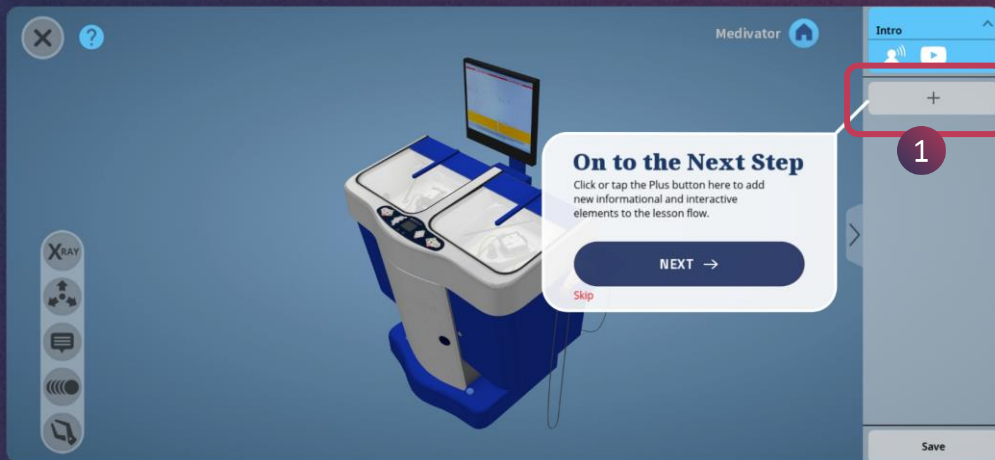 ?
Medivator
Intro
+
1
On to the Next Step
Click or tap the Plus button here to add
new informational and interactive
elements to the lesson flow.
NEXT →
Skip
XRAY
Save